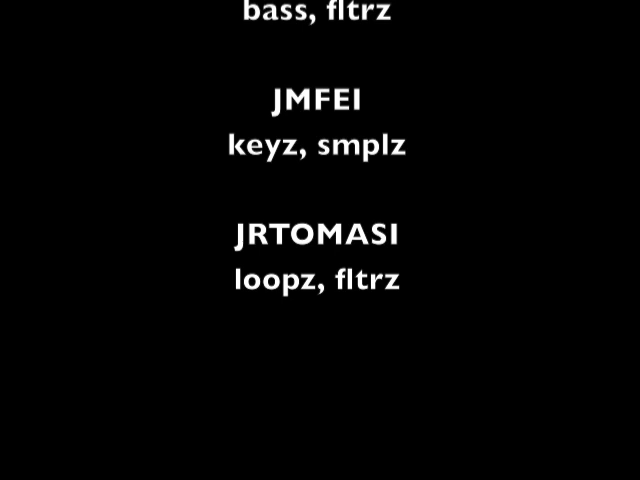 bass, fltrz
JMFEI
keyz, smplz
JRTOMASI
loopz, fltrz